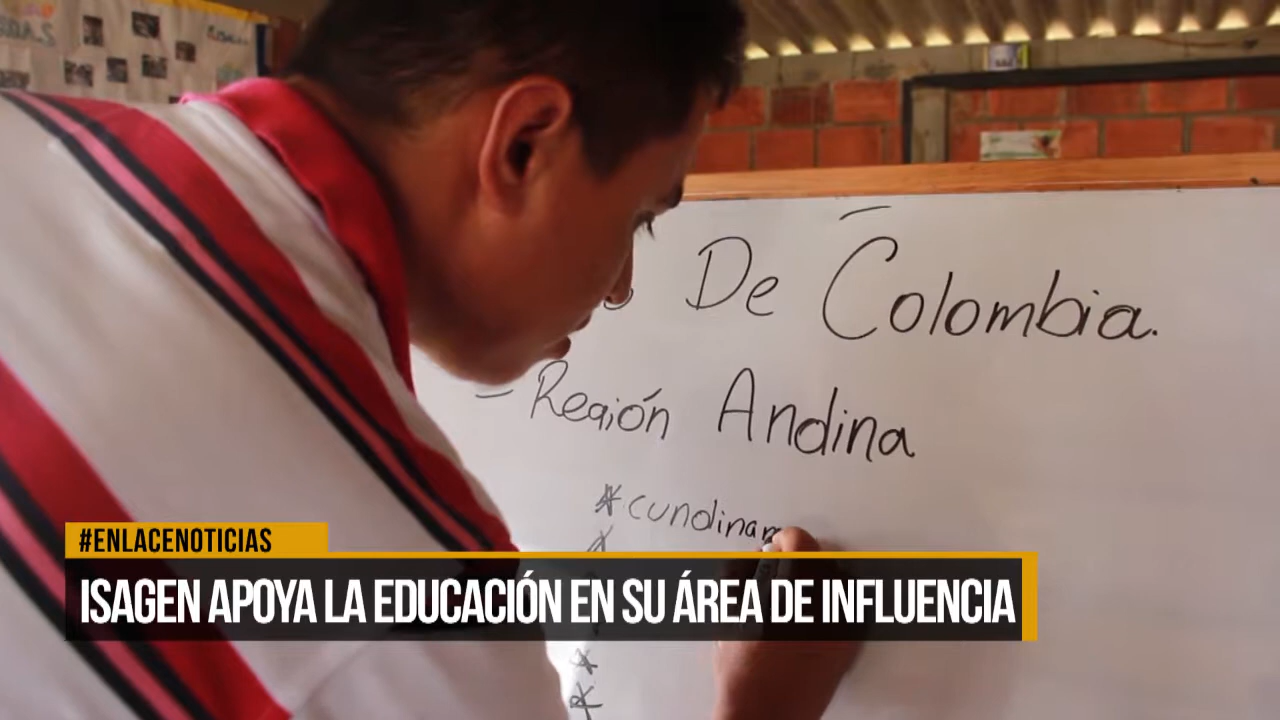 De Colombia.
- Región Andina
* cundinam
*
*
*
#ENLACENOTICIAS
ISAGEN APOYA LA EDUCACIÓN EN SU ÁREA DE INFLUENCIA